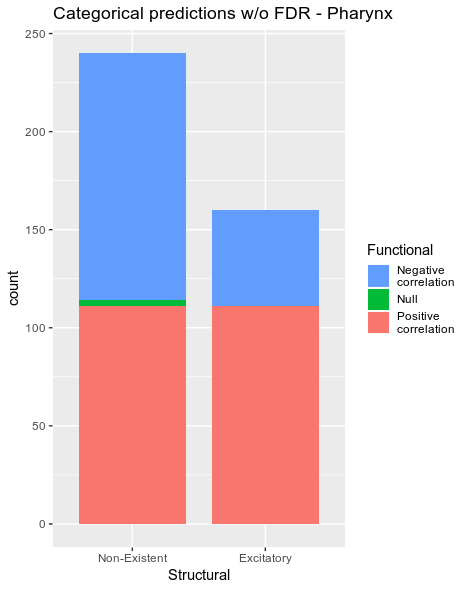 Categorical predictions w/o FDR - Pharynx
250
200
150
100
50
0
count
Non-Existent
Excitatory
Structural
Functional
Negative
correlation
Null
Positive
correlation